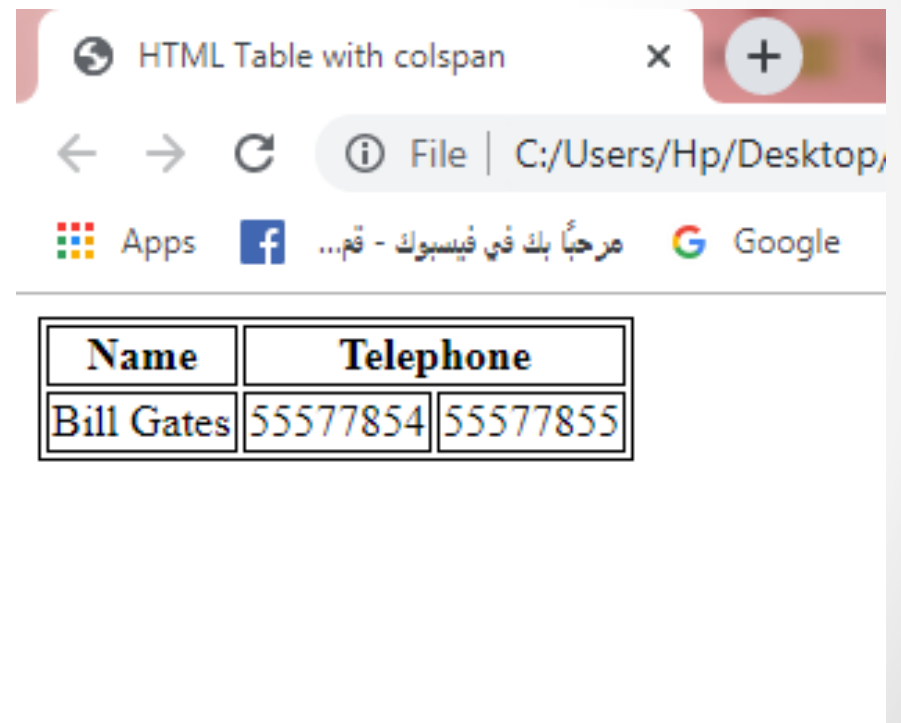 HTML Table with colspan
File | C:/Users/Hp/Desktop/
Apps مرحبًا بك في فيسبوك - قم... Google
Name Telephone
Bill Gates 55577854 55577855